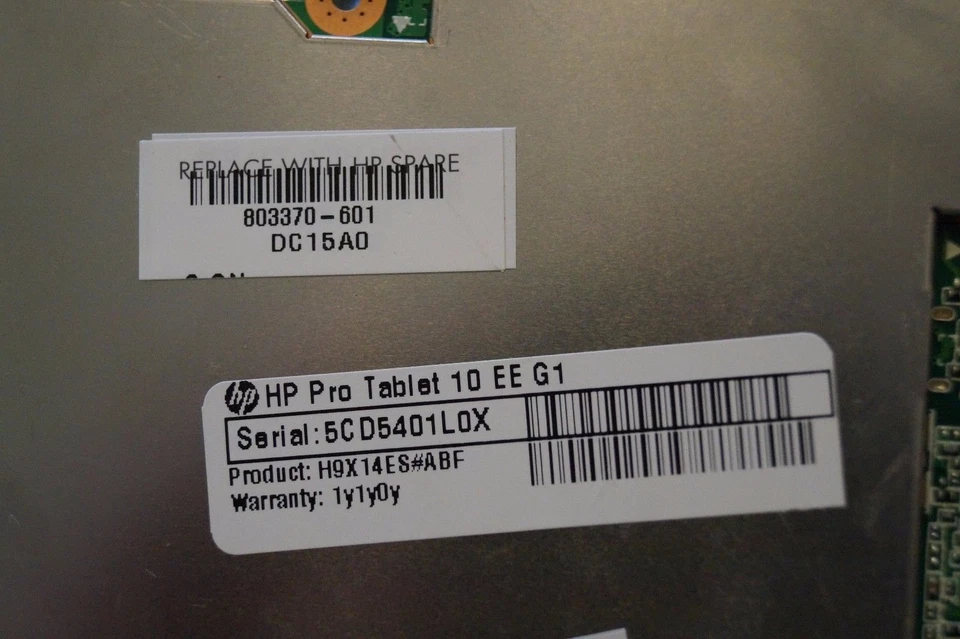 REPLACE WITH HP SPARE
803370-601
DC15A0
hp HP Pro Tablet 10 EE G1
Serial:5CD5401L0X
Product: H9X14ES#ABF
Warranty: 1y1y0y